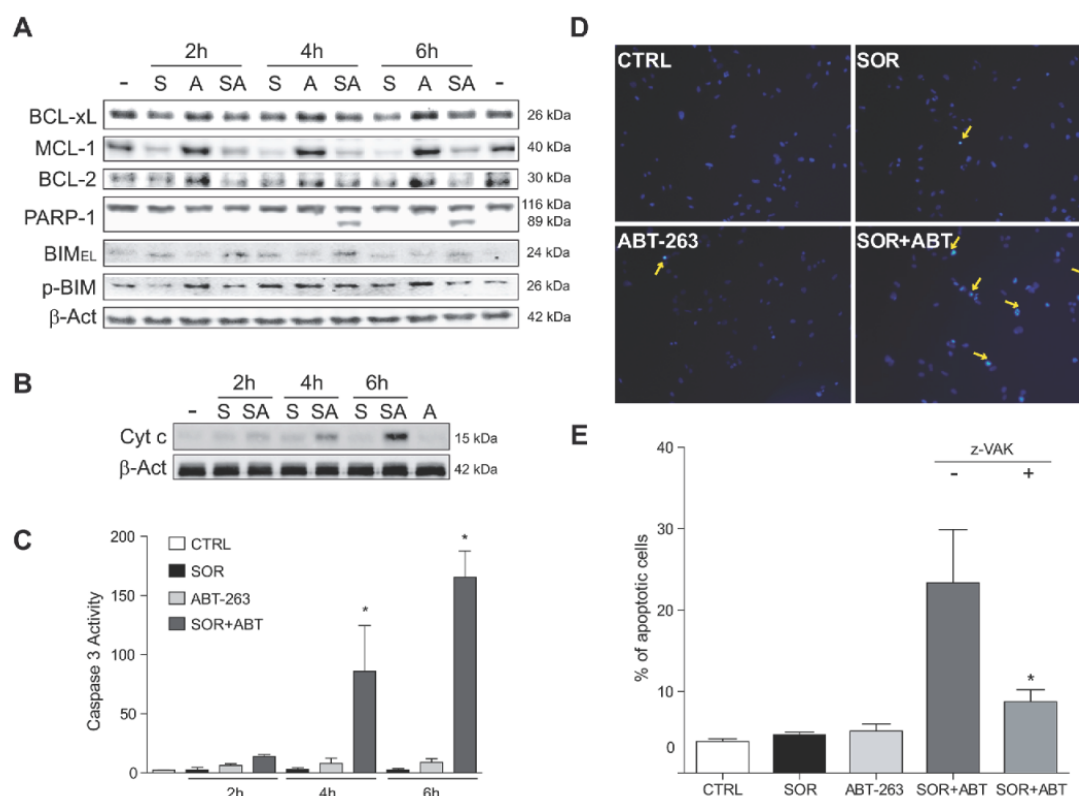 A
2h 4h 6h
- S A SA S A SA S A SA -
BCL-xL 26 kDa
MCL-1 40 kDa
BCL-2 30 kDa
PARP-1 116 kDa
89 kDa
BIMEL 24 kDa
p-BIM 26 kDa
β-Act 42 kDa
B
2h 4h 6h
- S SA S SA S SA A
Cyt c 15 kDa
β-Act 42 kDa
C
Caspase 3 Activity
200
150
100
50
0
CTRL
SOR
ABT-263
SOR+ABT
* *
2h 4h 6h
D
CTRL SOR
ABT-263 SOR+ABT
E
% of apoptotic cells
40
30
20
10
0
z-VAK
- +
*
CTRL SOR ABT-263 SOR+ABT SOR+ABT